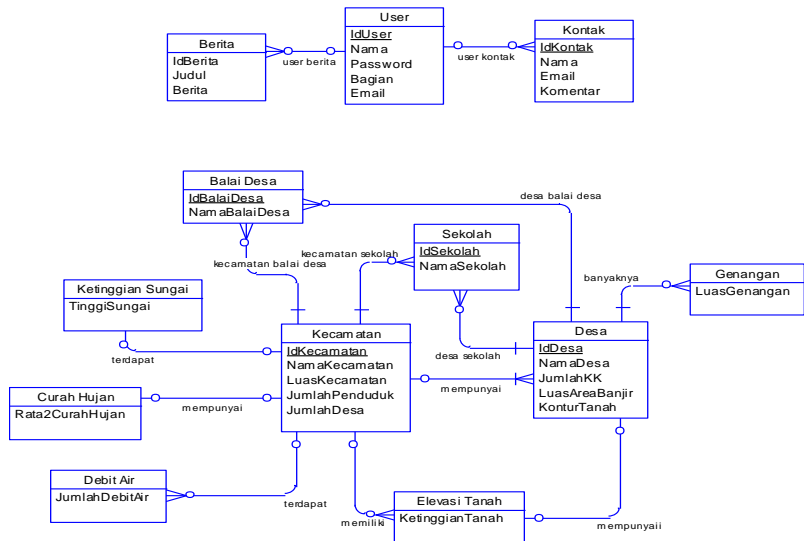 User
IdUser
Nama
Password
Bagian
Email
Berita
IdBerita
Judul
Berita
user berita
Kontak
IdKontak
Nama
Email
Komentar
user kontak
Balai Desa
IdBalaiDesa
NamaBalaiDesa
desa balai desa
kecamatan balai desa
Sekolah
IdSekolah
NamaSekolah
kecamatan sekolah
desa sekolah
banyaknya
Genangan
LuasGenangan
Ketinggian Sungai
TinggiSungai
terdapat
Kecamatan
IdKecamatan
NamaKecamatan
LuasKecamatan
JumlahPenduduk
JumlahDesa
mempunyai
Desa
IdDesa
NamaDesa
JumlahKK
LuasAreaBanjir
KonturTanah
Curah Hujan
Rata2CurahHujan
mempunyai
Debit Air
JumlahDebitAir
terdapat
memiliki
Elevasi Tanah
KetinggianTanah
mempunyaii